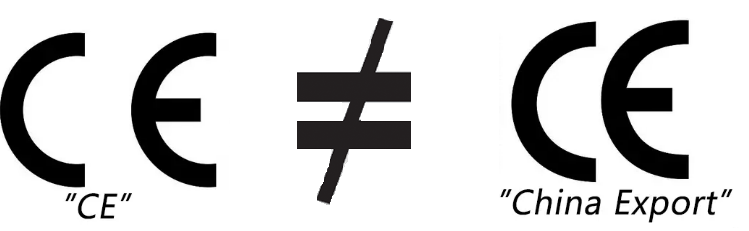 CE ≠ CE
"CE" "China Export"